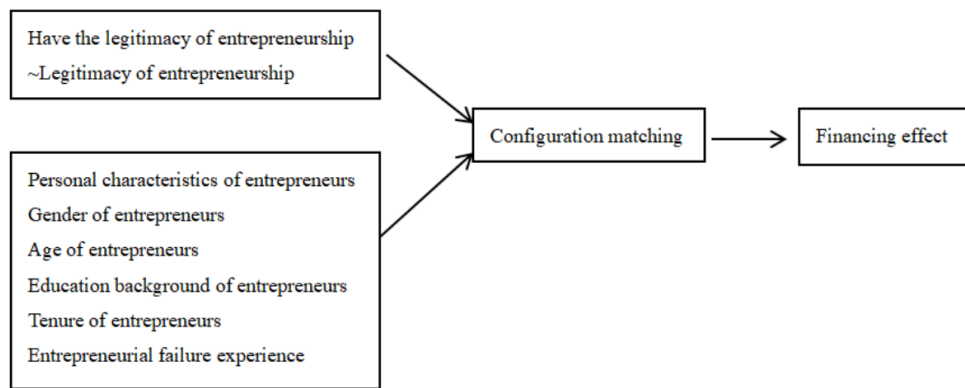 Have the legitimacy of entrepreneurship
~Legitimacy of entrepreneurship
Configuration matching
Financing effect
Personal characteristics of entrepreneurs
Gender of entrepreneurs
Age of entrepreneurs
Education background of entrepreneurs
Tenure of entrepreneurs
Entrepreneurial failure experience